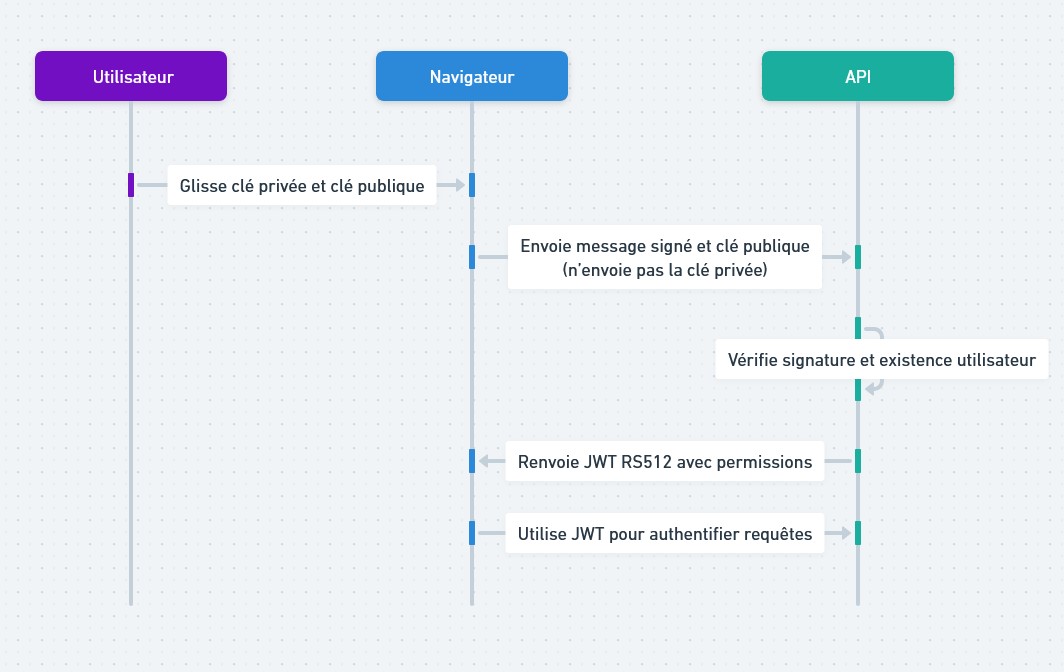 Utilisateur
Navigateur
API
Glisse clé privée et clé publique
Envoie message signé et clé publique
(n'envoie pas la clé privée)
Vérifie signature et existence utilisateur
Renvoie JWT RS512 avec permissions
Utilise JWT pour authentifier requêtes